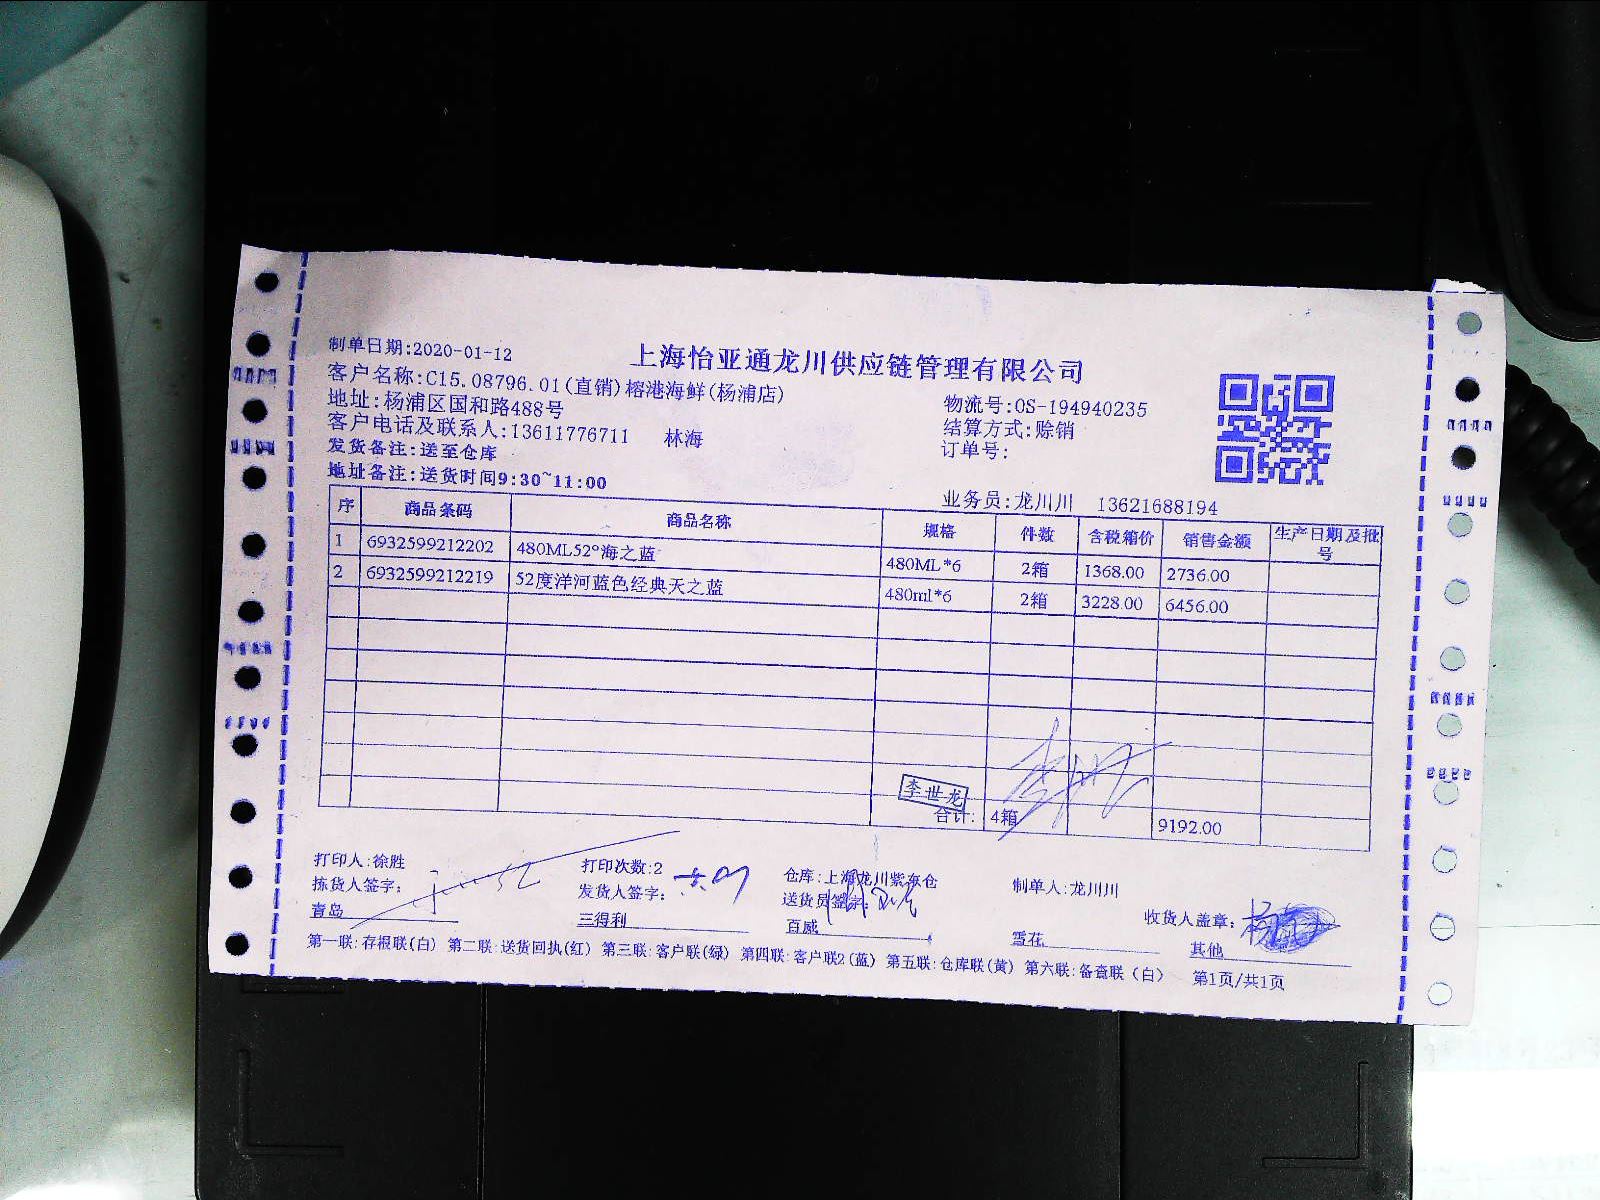 上海怡亚通龙川供应链管理有限公司
制单日期:2020-01-12
客户名称:C15.08796.01(直销)榕港海鲜(杨浦店)
地址:杨浦区国和路488号 物流号:OS-194940235
客户电话及联系人:13611776711 林海 结算方式:赊销
发货备注:送至仓库 订单号:
地址备注:送货时间9:30~11:00 业务员:龙川川 13621688194
序 商品条码 商品名称 规格 件数 含税箱价 销售金额 生产日期及批号
1 6932599212202 480ML52°海之蓝 480ML*6 2箱 1368.00 2736.00
2 6932599212219 52度洋河蓝色经典天之蓝 480ml*6 2箱 3228.00 6456.00
李世龙
合计: 4箱 9192.00
打印人:徐胜 打印次数:2 仓库:上海龙川紫东仓 制单人:龙川川
拣货人签字: 发货人签字: 送货员签字: 收货人盖章:
青岛 三得利 百威 雪花 其他
第一联:存根联(白) 第二联:送货回执(红) 第三联:客户联(绿) 第四联:客户联2(蓝) 第五联:仓库联(黄) 第六联:备查联(白) 第1页/共1页